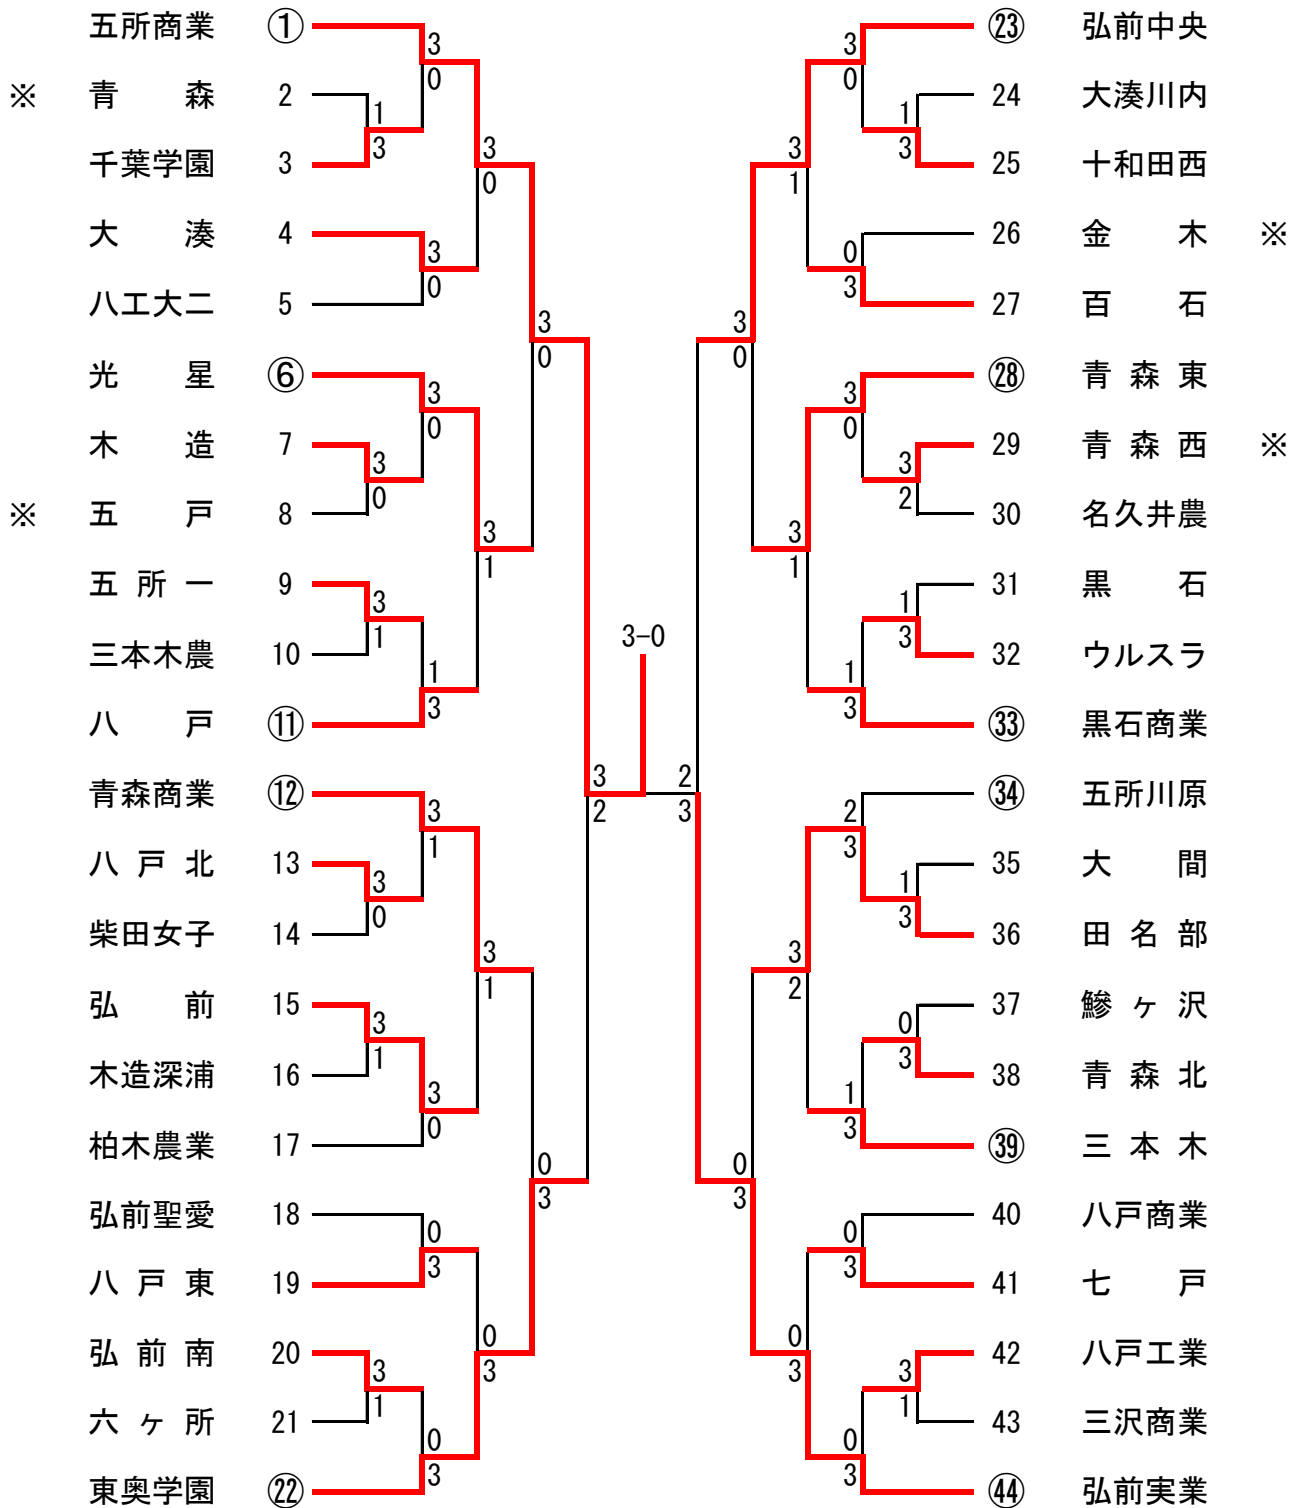 五所商業 ① 3 3 ㉓ 弘前中央
0 0
※ 青 森 2 24 大湊川内
1 1
3 3
千葉学園 3 3 3 25 十和田西
0 1
大 湊 4 26 金 木 ※
3 0
0 3
八工大二 5 27 百 石
3 3
0 0
光 星 ⑥ ㉘ 青 森 東
3 3
0 0
木 造 7 29 青 森 西 ※
3 3
0 2
※ 五 戸 8 30 名久井農
3 3
1 1
五 所 一 9 31 黒 石
3 1
1 3
3-0
三本木農 10 32 ウルスラ
1 1
3 3
八 戸 ⑪ ㉝ 黒石商業
3 2
青森商業 ⑫ ㉞ 五所川原
2 3
3 2
1 3
八 戸 北 13 35 大 間
3 1
0 3
柴田女子 14 36 田 名 部
3 3
1 2
弘 前 15 37 鰺 ヶ 沢
3 0
1 3
木造深浦 16 38 青 森 北
3 1
0 3
柏木農業 17 ㊴ 三 本 木
0 0
3 3
弘前聖愛 18 40 八戸商業
0 0
3 3
八 戸 東 19 41 七 戸
0 0
3 3
弘 前 南 20 42 八戸工業
3 3
1 1
六 ヶ 所 21 43 三沢商業
0 0
3 3
東奥学園 ㉒ ㊹ 弘前実業